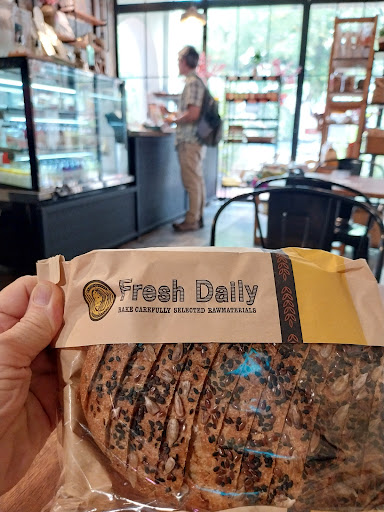 Fresh Daily
BAKE CAREFULLY SELECTED RAWMATERIALS